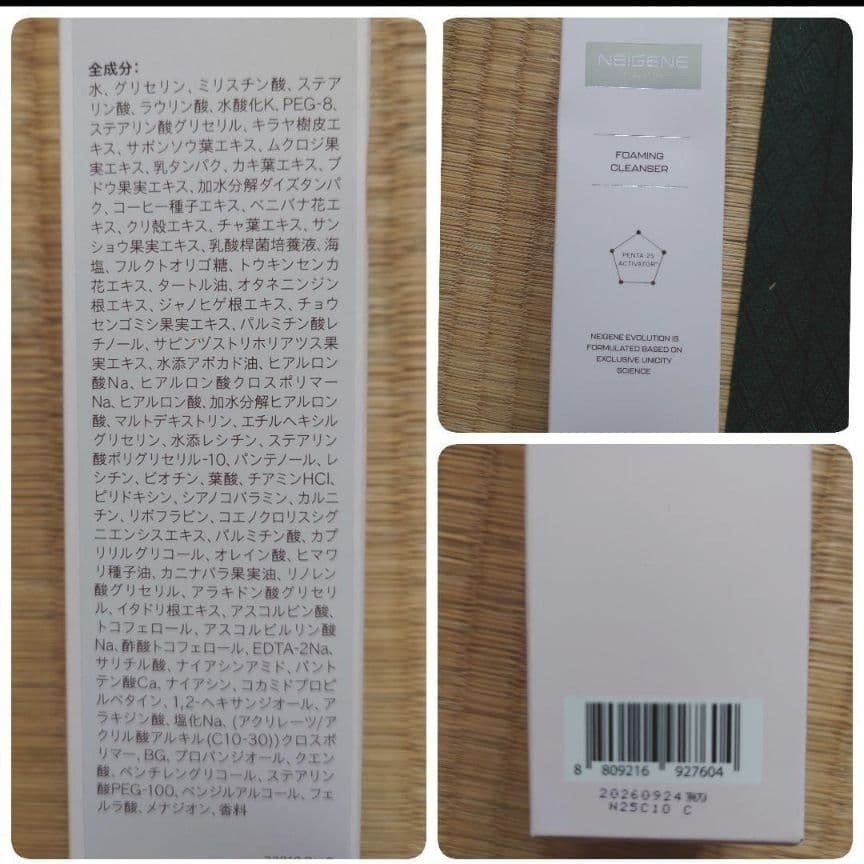 全成分:
水、グリセリン、ミリスチン酸、ステア
リン酸、ラウリン酸、水酸化K、PEG-8、
ステアリン酸グリセリル、キラヤ樹皮エ
キス、サボンソウ葉エキス、ムクロジ果
実エキス、乳タンパク、カキ葉エキス、ブ
ドウ果実エキス、加水分解ダイズタンパ
ク、コーヒー種子エキス、ベニバナ花エ
キス、クリ殻エキス、チャ葉エキス、サン
ショウ果実エキス、乳酸桿菌培養液、海
塩、フルクトオリゴ糖、トウキンセンカ
花エキス、タートル油、オタネニンジン
根エキス、ジャノヒゲ根エキス、チョウ
センゴミシ果実エキス、パルミチン酸レ
チノール、サピンヅストリホリアツス果
実エキス、水添アボカド油、ヒアルロン
酸Na、ヒアルロン酸クロスポリマー
Na、ヒアルロン酸、加水分解ヒアルロン
酸、マルトデキストリン、エチルヘキシル
グリセリン、水添レシチン、ステアリン
酸ポリグリセリル-10、パンテノール、レ
シチン、ビオチン、葉酸、チアミンHCl、
ピリドキシン、シアノコバラミン、カルニ
チン、リボフラビン、コエノクロリスシグ
ニエンシスエキス、パルミチン酸、カプ
リリルグリコール、オレイン酸、ヒマワ
リ種子油、カニナバラ果実油、リノレン
酸グリセリル、アラキドン酸グリセリ
ル、イタドリ根エキス、アスコルビン酸、
トコフェロール、アスコルビルリン酸
Na、酢酸トコフェロール、EDTA-2Na、
サリチル酸、ナイアシンアミド、パント
テン酸Ca、ナイアシン、コカミドプロピ
ルベタイン、1,2-ヘキサンジオール、ア
ラキジン酸、塩化Na、(アクリレーツ/ア
クリル酸アルキル(C10-30))クロスポ
リマー、BG、プロパンジオール、クエン
酸、ペンチレングリコール、ステアリン
酸PEG-100、ベンジルアルコール、フェ
ルラ酸、メナジオン、香料
NEIGENE
FOAMING
CLEANSER
PENTA-25
ACTIVATOR
NEIGENE EVOLUTION IS
FORMULATED BASED ON
EXCLUSIVE UNICITY
SCIENCE
8 809216 927604
20260924까지
N25C10 C